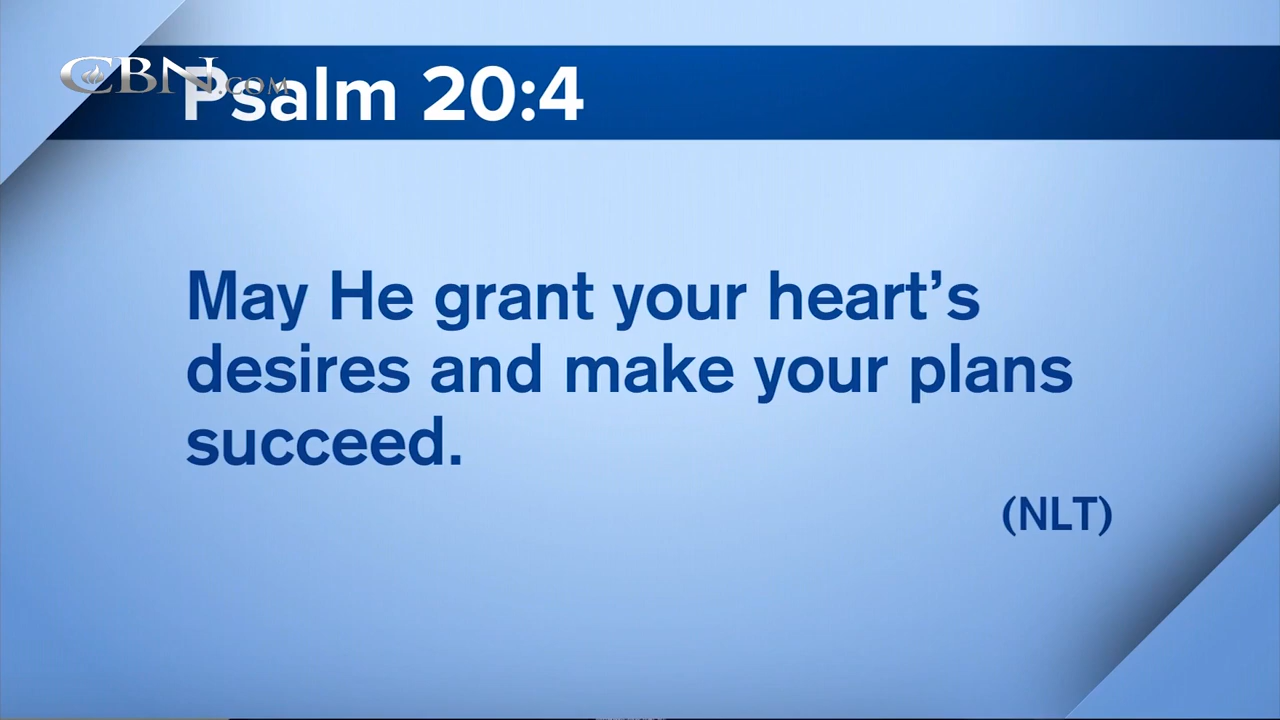 CBN.COM
Psalm 20:4
May He grant your heart’s
desires and make your plans
succeed.
(NLT)